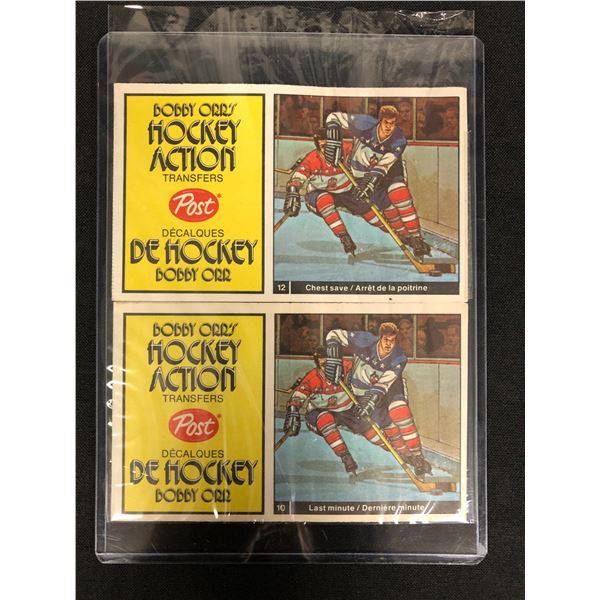 BOBBY ORR'S
HOCKEY
ACTION
TRANSFERS
Post
DÉCALQUES
DE HOCKEY
BOBBY ORR
12 Chest save / Arrêt de la poitrine
BOBBY ORR'S
HOCKEY
ACTION
TRANSFERS
Post
DÉCALQUES
DE HOCKEY
BOBBY ORR
10 Last minute / Dernière minute